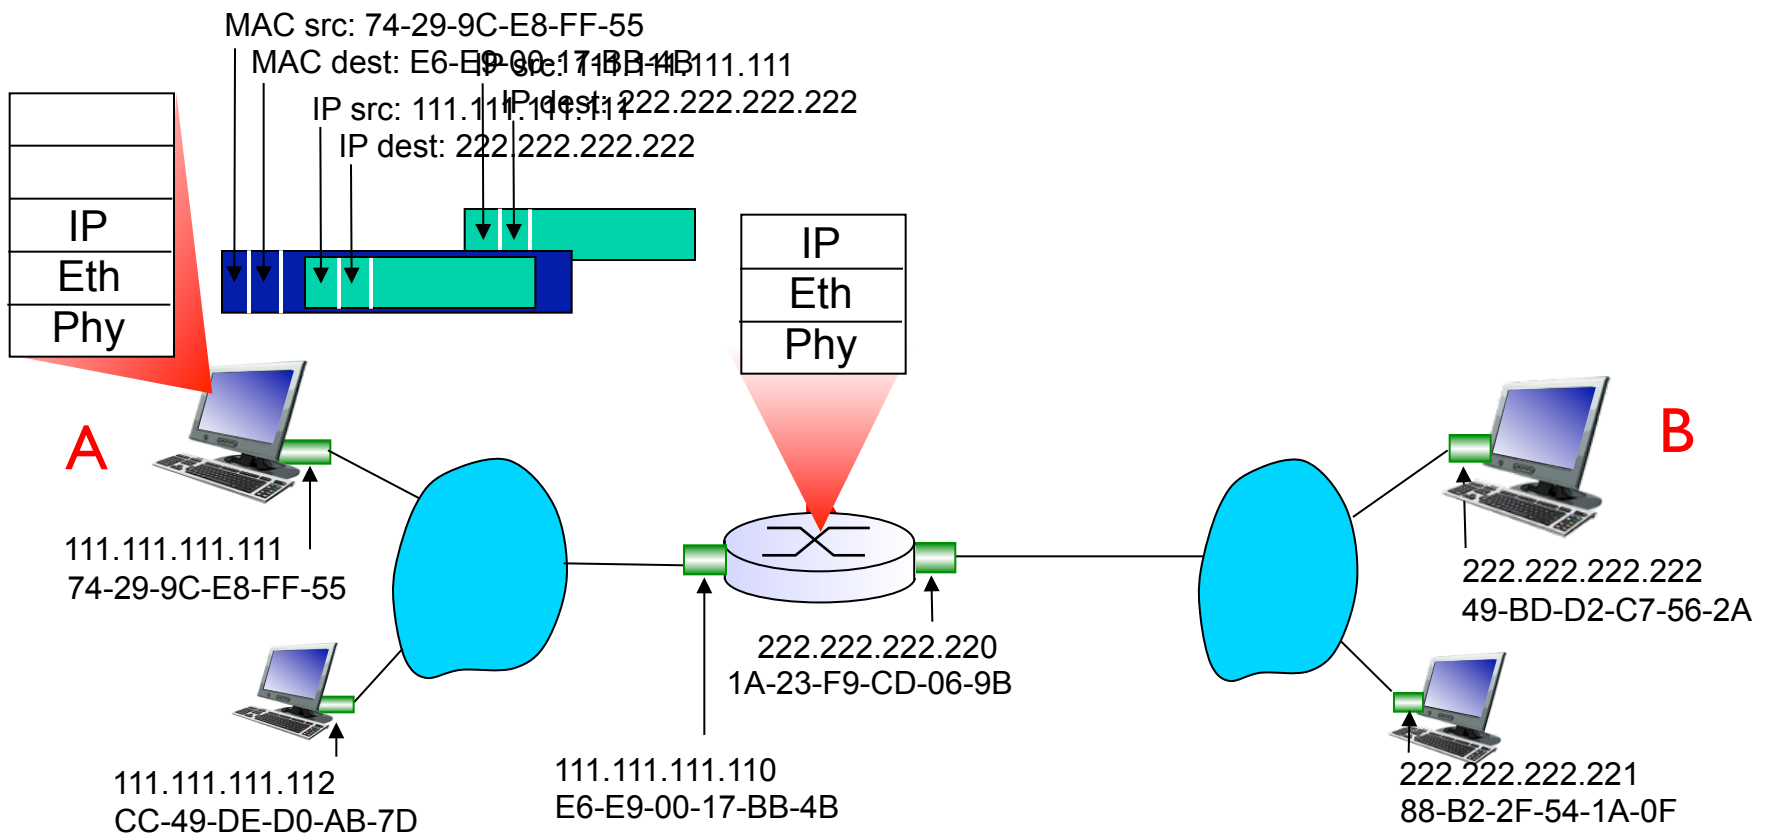 MAC src: 74-29-9C-E8-FF-55
MAC dest: E6-E9-00-17-BB-4B
IP src: 111.111.111.111
IP dest: 222.222.222.222
IP src: 111.111.111.111
IP dest: 222.222.222.222
IP
Eth
Phy
IP
Eth
Phy
A
B
111.111.111.111
74-29-9C-E8-FF-55
222.222.222.222
49-BD-D2-C7-56-2A
222.222.222.220
1A-23-F9-CD-06-9B
111.111.111.112
CC-49-DE-D0-AB-7D
111.111.111.110
E6-E9-00-17-BB-4B
222.222.222.221
88-B2-2F-54-1A-0F